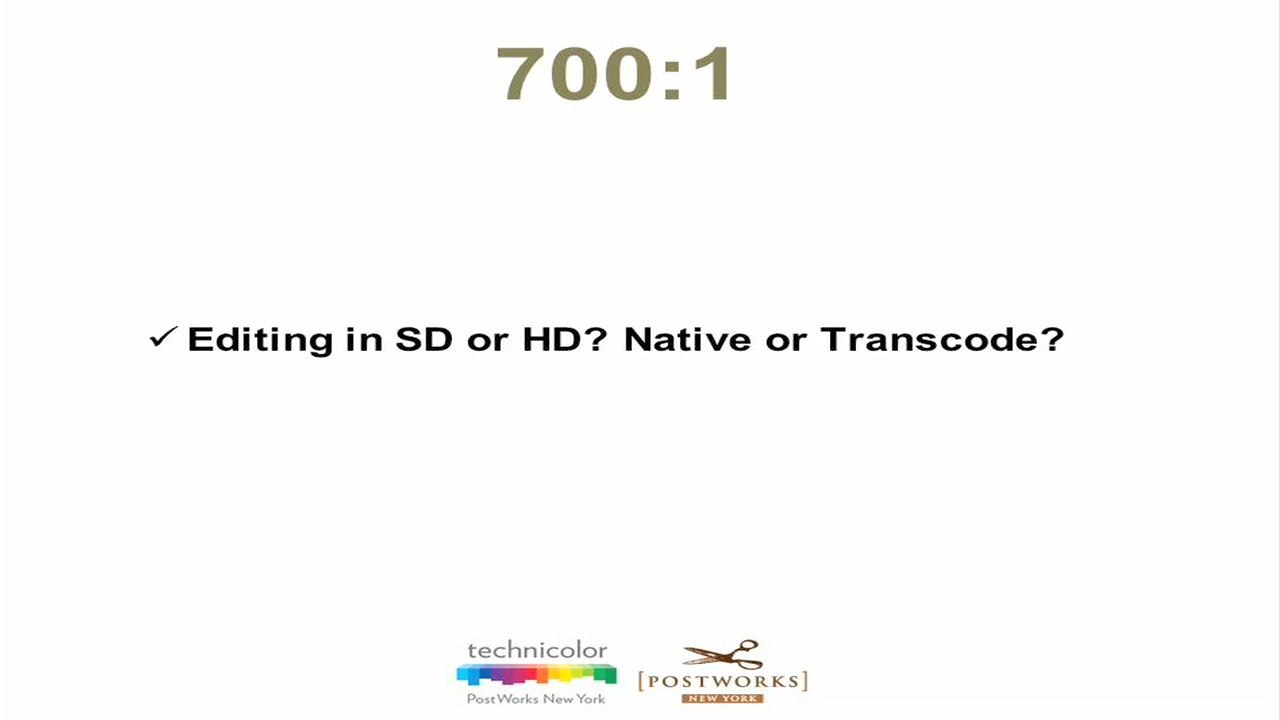 700:1
✓ Editing in SD or HD? Native or Transcode?
technicolor
PostWorks New York
[POSTWORKS]
NEW YORK